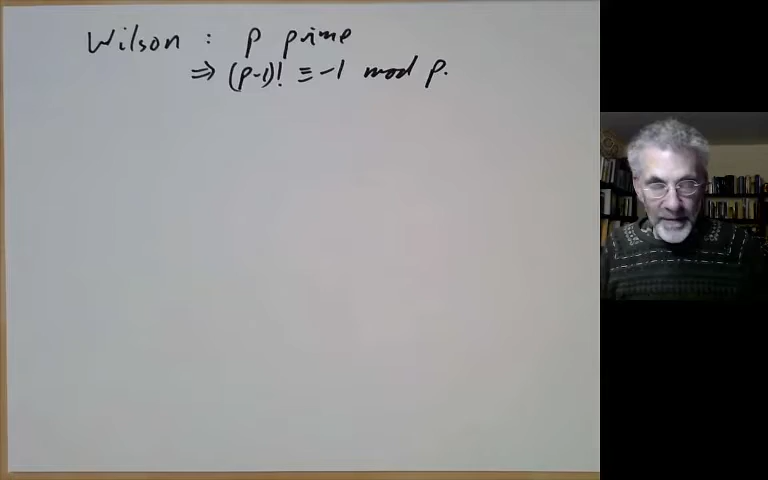 Wilson : p prime
⇒ (p-1)! ≡ -1 mod p.